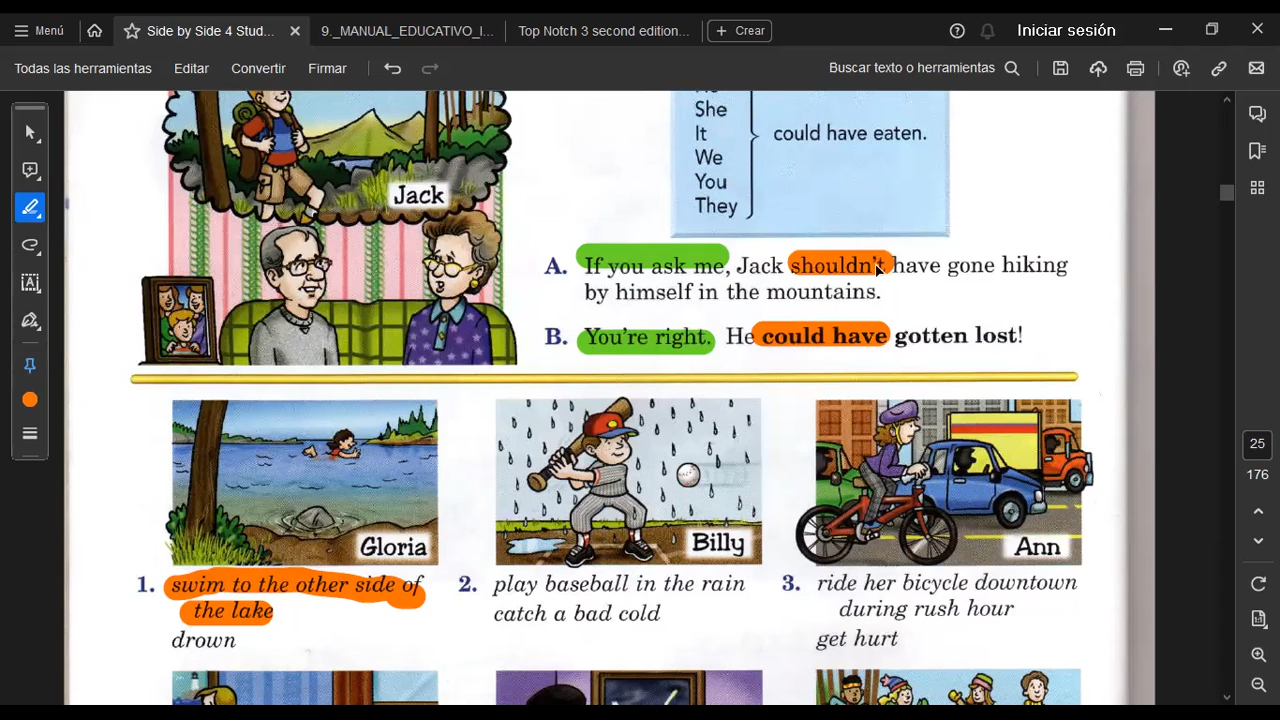 Menú
Side by Side 4 Stud...
9._MANUAL_EDUCATIVO_I...
Top Notch 3 second edition...
Crear
Iniciar sesión
Todas las herramientas
Editar
Convertir
Firmar
Buscar texto o herramientas
She
It
We
You
They
could have eaten.
Jack
A. If you ask me, Jack shouldn't have gone hiking
by himself in the mountains.
B. You're right. He could have gotten lost!
Gloria
Billy
Ann
1. swim to the other side of
the lake
drown
2. play baseball in the rain
catch a bad cold
3. ride her bicycle downtown
during rush hour
get hurt
25
176
1:1